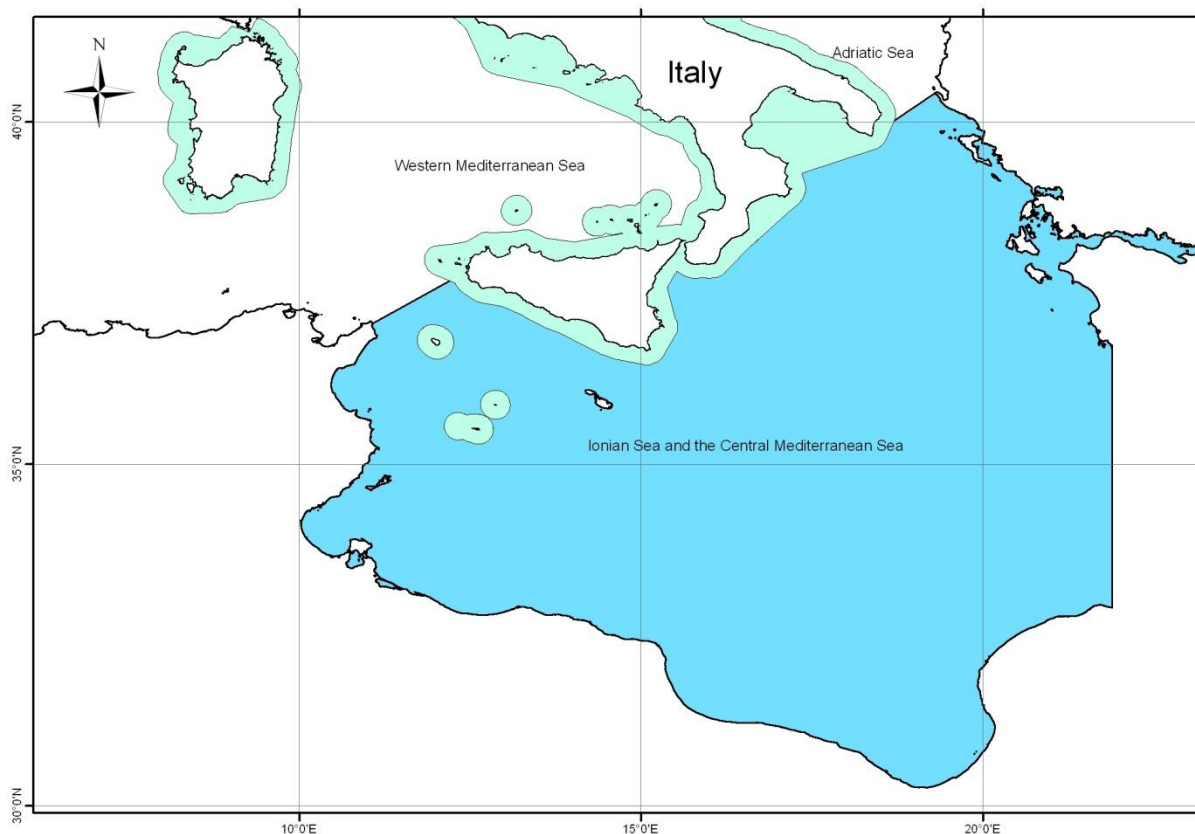 N
Italy
Adriatic Sea
Western Mediterranean Sea
Ionian Sea and the Central Mediterranean Sea
40°0'N
35°0'N
30°0'N
10°0'E
15°0'E
20°0'E